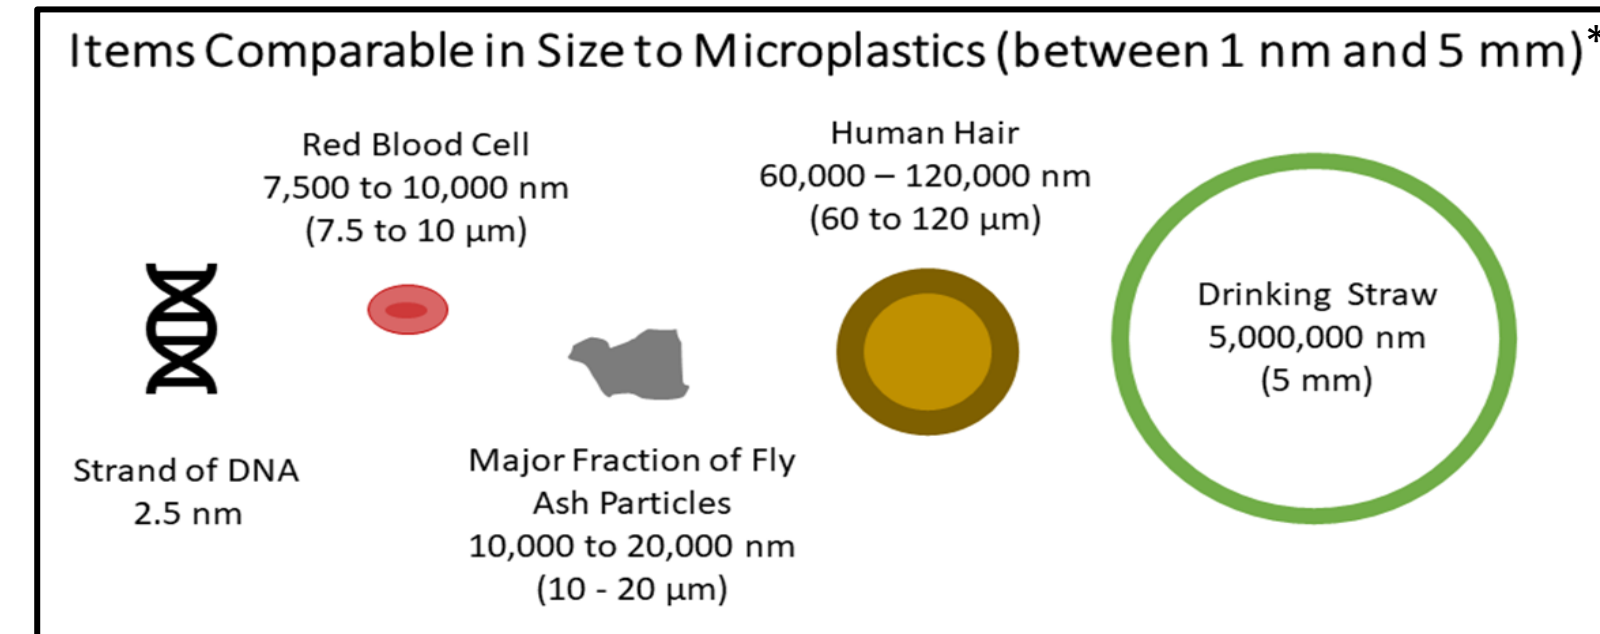 Items Comparable in Size to Microplastics (between 1 nm and 5 mm)*
Red Blood Cell
7,500 to 10,000 nm
(7.5 to 10 μm)
Human Hair
60,000 – 120,000 nm
(60 to 120 μm)
Drinking Straw
5,000,000 nm
(5 mm)
Strand of DNA
2.5 nm
Major Fraction of Fly
Ash Particles
10,000 to 20,000 nm
(10 - 20 μm)